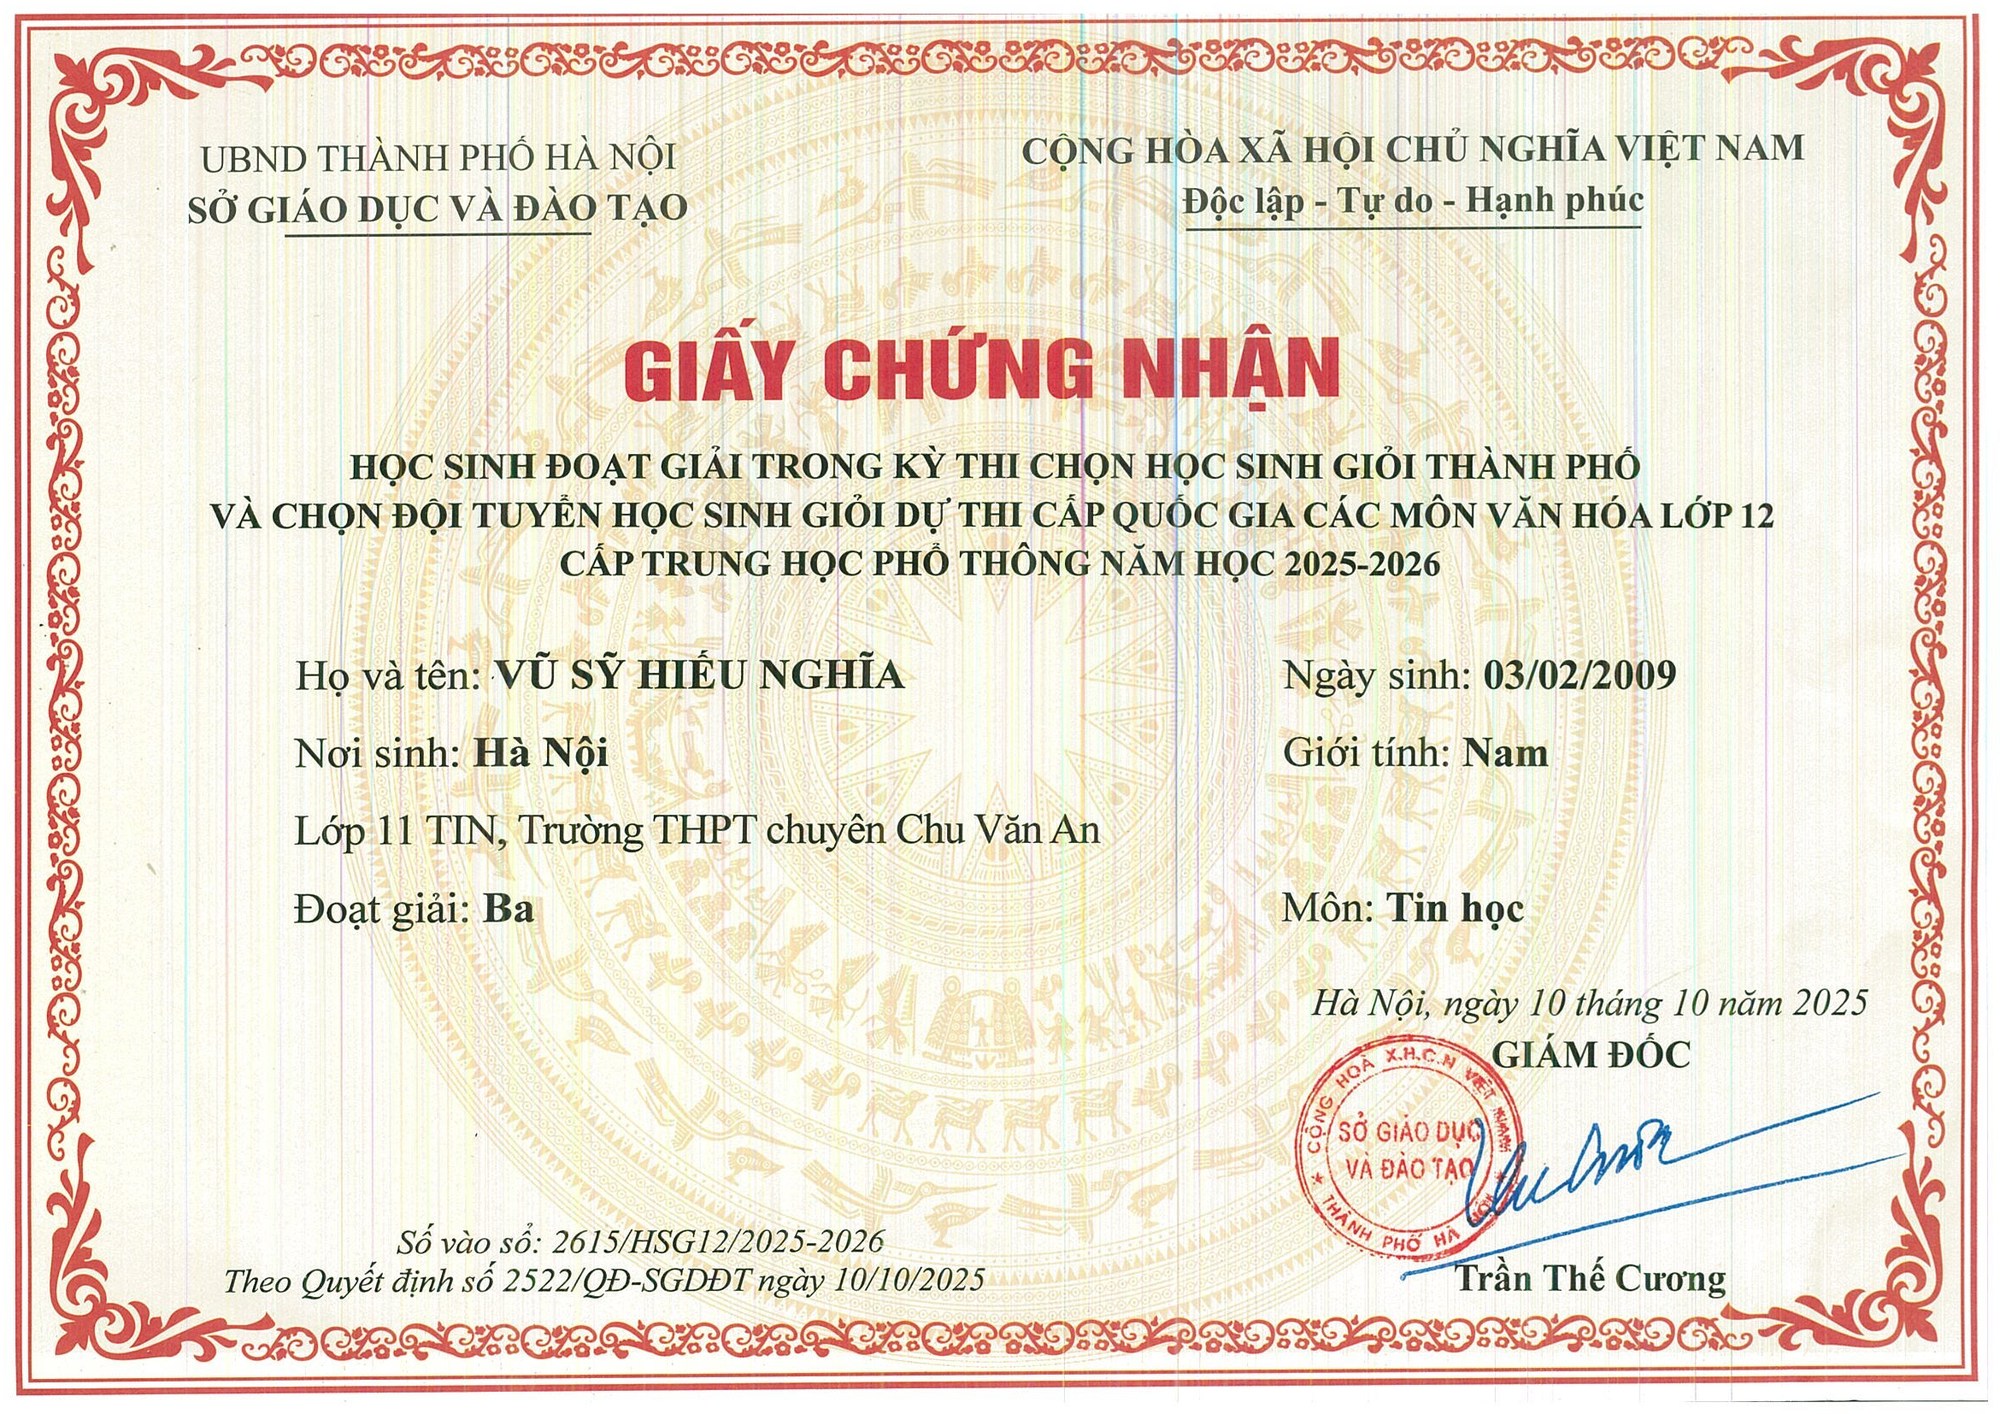 UBND THÀNH PHỐ HÀ NỘI
SỞ GIÁO DỤC VÀ ĐÀO TẠO
CỘNG HÒA XÃ HỘI CHỦ NGHĨA VIỆT NAM
Độc lập - Tự do - Hạnh phúc
GIẤY CHỨNG NHẬN
HỌC SINH ĐOẠT GIẢI TRONG KỲ THI CHỌN HỌC SINH GIỎI THÀNH PHỐ
VÀ CHỌN ĐỘI TUYỂN HỌC SINH GIỎI DỰ THI CẤP QUỐC GIA CÁC MÔN VĂN HÓA LỚP 12
CẤP TRUNG HỌC PHỔ THÔNG NĂM HỌC 2025-2026
Họ và tên: VŨ SỸ HIẾU NGHĨA
Ngày sinh: 03/02/2009
Nơi sinh: Hà Nội
Giới tính: Nam
Lớp 11 TIN, Trường THPT chuyên Chu Văn An
Đoạt giải: Ba
Môn: Tin học
Hà Nội, ngày 10 tháng 10 năm 2025
GIÁM ĐỐC
CỘNG HOÀ X.H.C.N VIỆT NAM
SỞ GIÁO DỤC
VÀ ĐÀO TẠO
THÀNH PHỐ HÀ NỘI
Trần Thế Cương
Số vào sổ: 2615/HSG12/2025-2026
Theo Quyết định số 2522/QĐ-SGDĐT ngày 10/10/2025